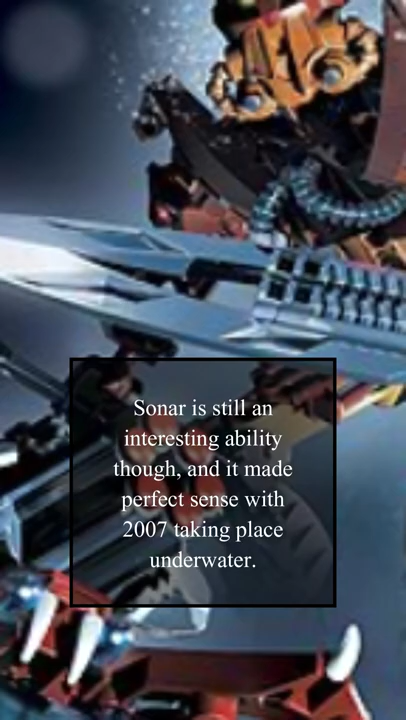 Sonar is still an
interesting ability
though, and it made
perfect sense with
2007 taking place
underwater.